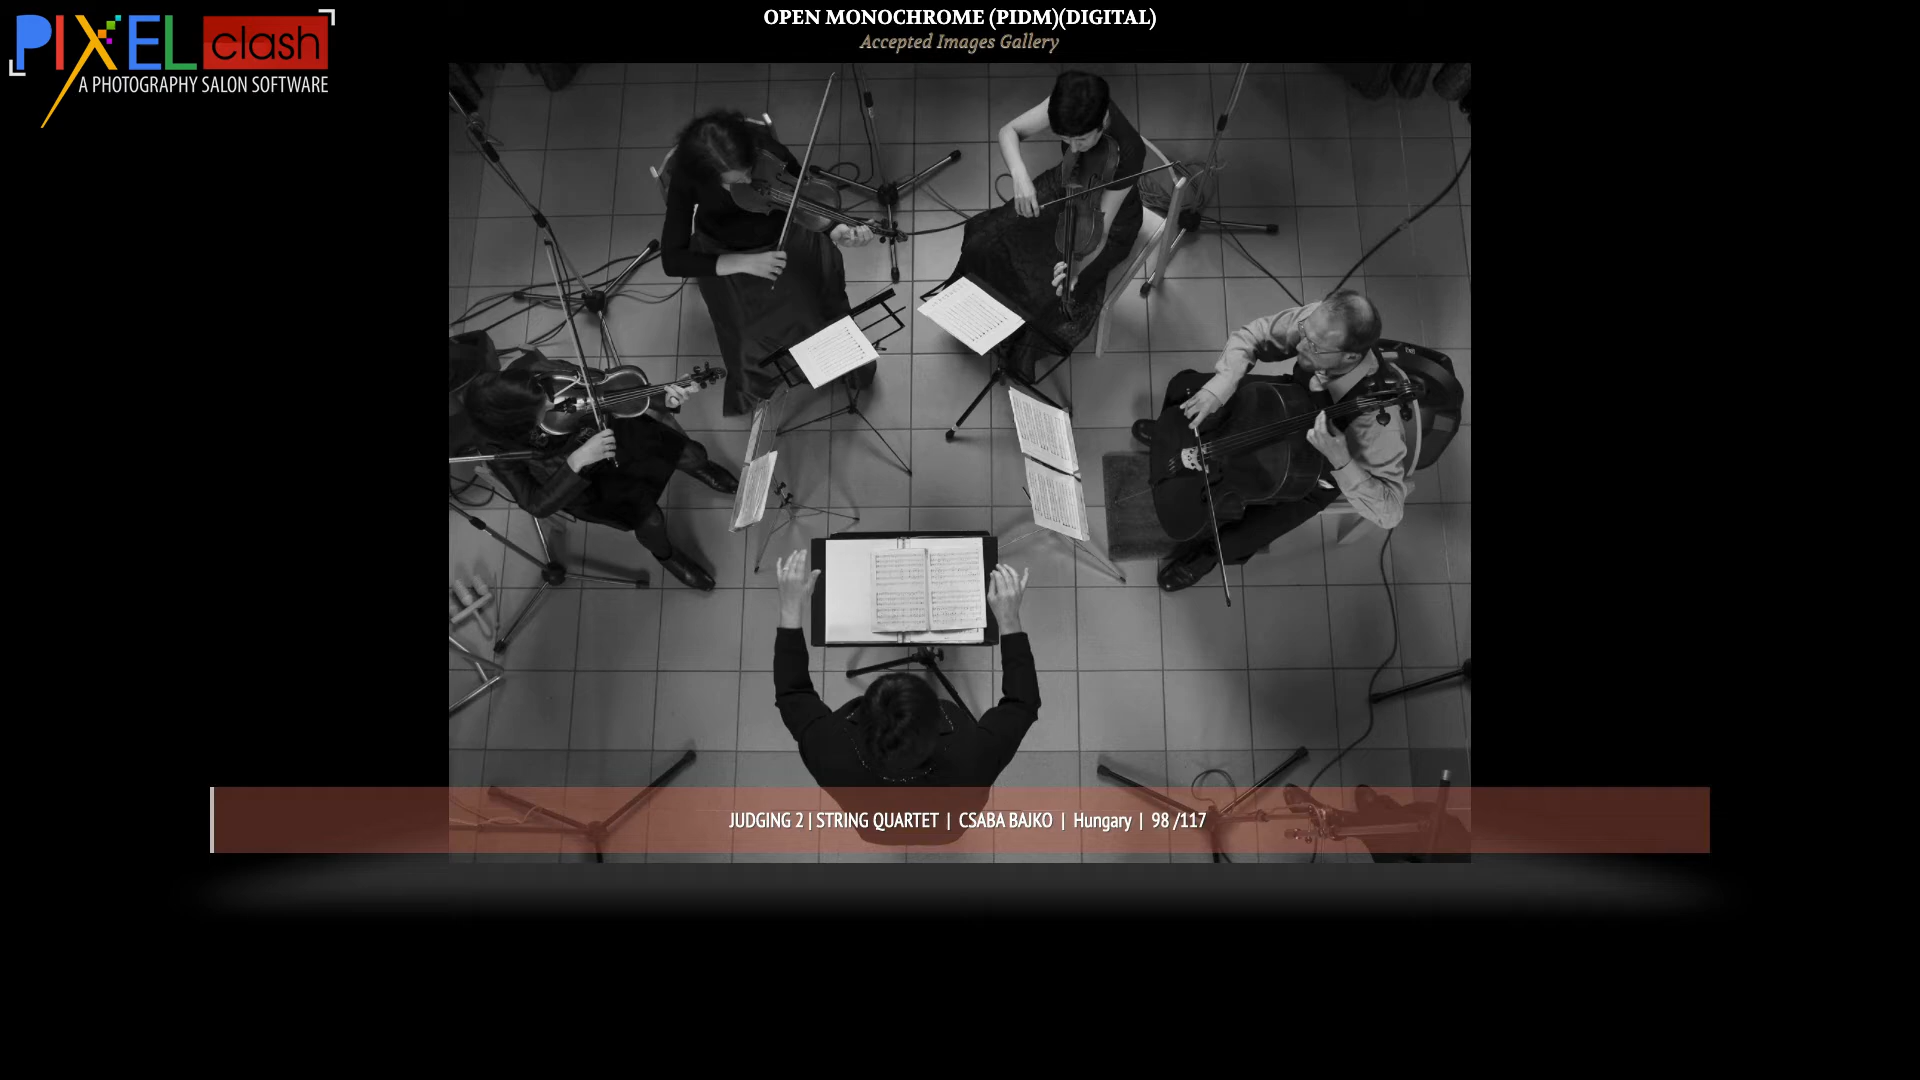 PIXEL clash
A PHOTOGRAPHY SALON SOFTWARE
OPEN MONOCHROME (PIDM)(DIGITAL)
Accepted Images Gallery
JUDGING 2 | STRING QUARTET | CSABA BAJKO | Hungary | 98 /117